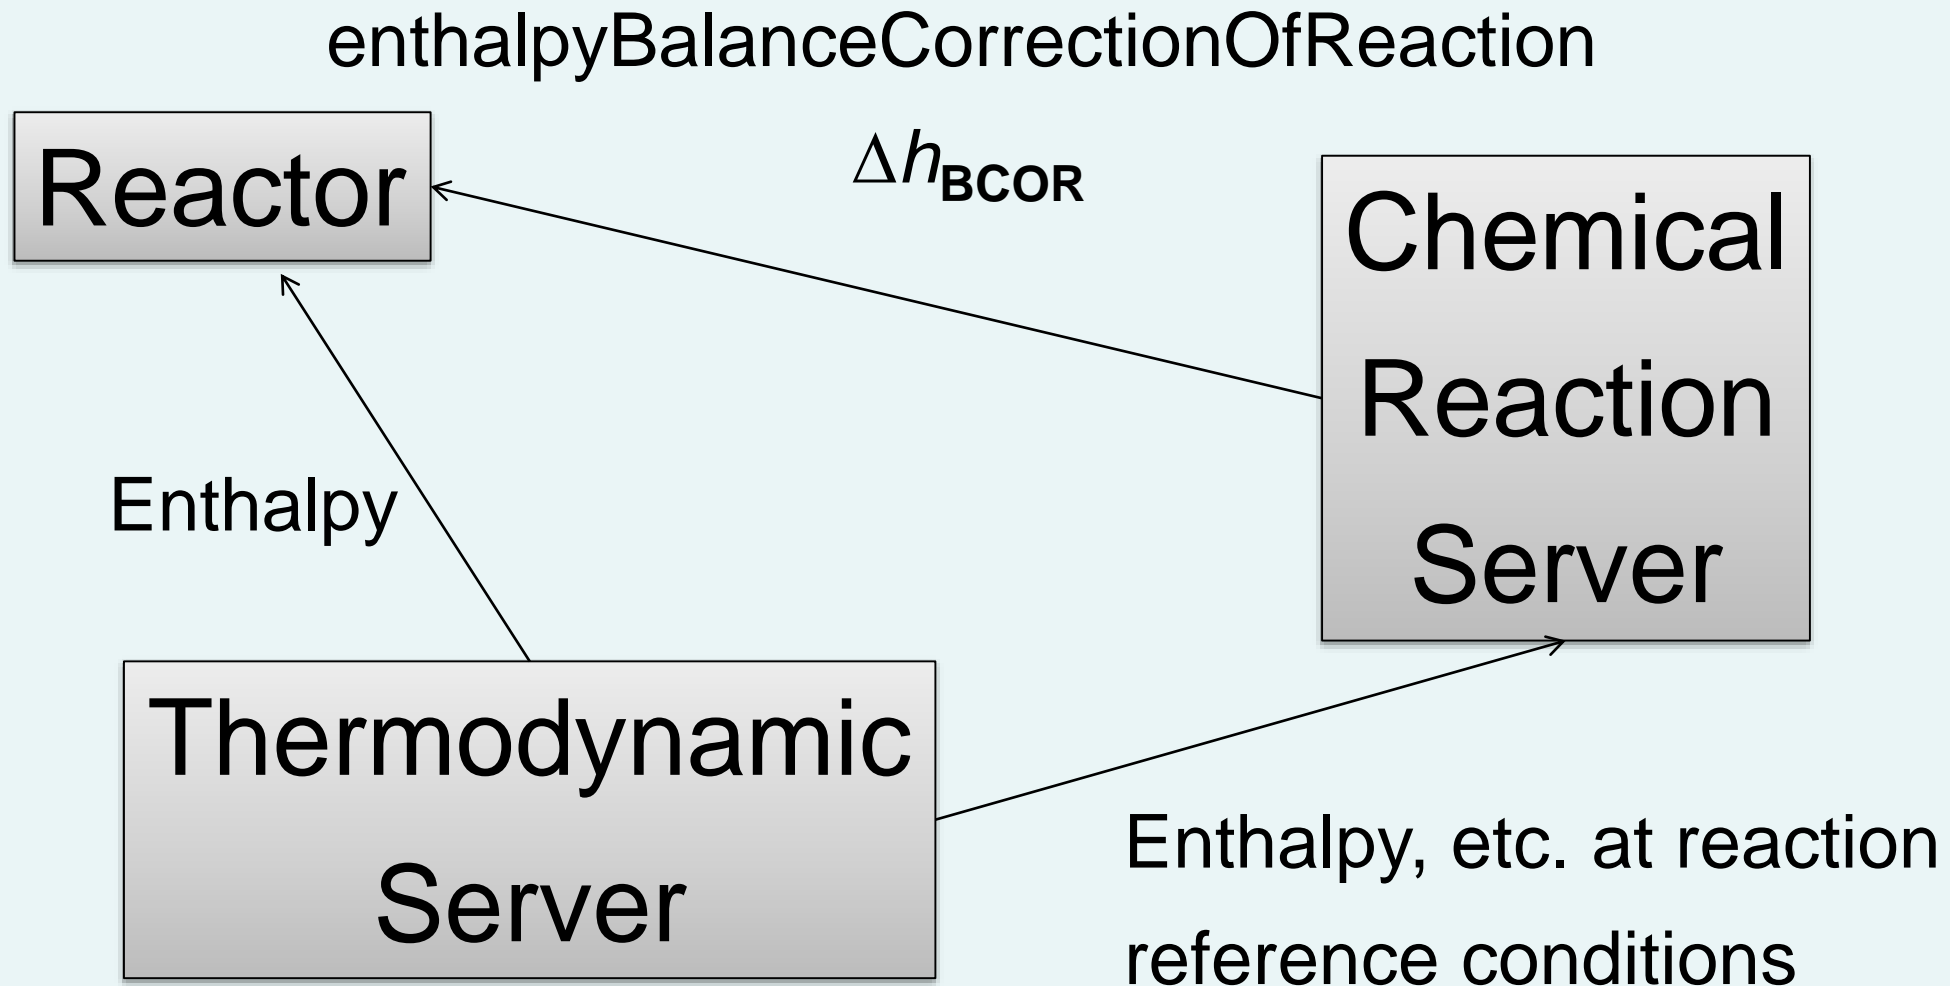 enthalpyBalanceCorrectionOfReaction
Reactor
Δh_BCOR
Chemical
Reaction
Server
Enthalpy
Thermodynamic
Server
Enthalpy, etc. at reaction
reference conditions